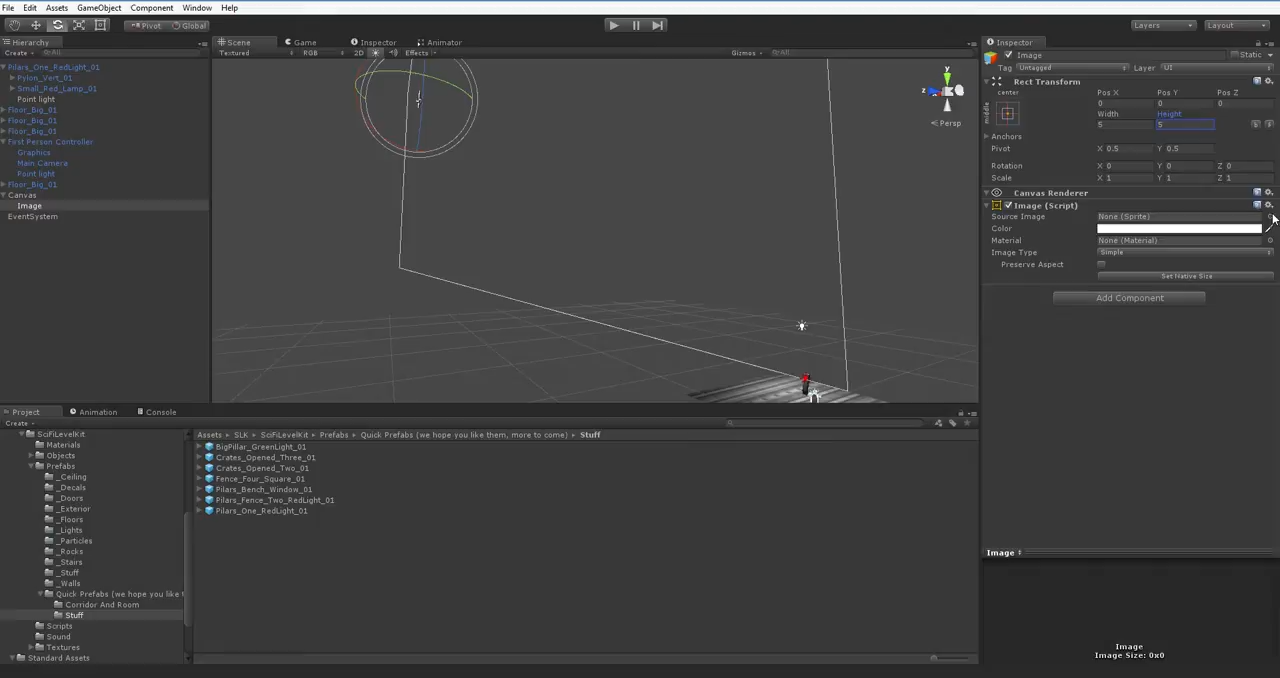 File Edit Assets GameObject Component Window Help
Pivot Global Layers Layout
Hierarchy Scene Game Inspector Animator Inspector
Create All Textured RGB 2D Effects Gizmos All
Image Static
Tag Untagged Layer UI
Pilars_One_RedLight_01
Pylon_Vert_01
Small_Red_Lamp_01
Point light
Floor_Big_01
Floor_Big_01
Floor_Big_01
First Person Controller
Graphics
Main Camera
Point light
Floor_Big_01
Canvas
Image
EventSystem
y
z
Persp
Rect Transform
center Pos X Pos Y Pos Z
middle 0 0 0
Width Height
5 5
Anchors
Pivot X 0.5 Y 0.5
Rotation X 0 Y 0 Z 0
Scale X 1 Y 1 Z 1
Canvas Renderer
Image (Script)
Source Image None (Sprite)
Color
Material None (Material)
Image Type Simple
Preserve Aspect
Set Native Size
Add Component
Project Animation Console
Create
SciFiLevelKit
Materials
Objects
Prefabs
_Ceiling
_Decals
_Doors
_Exterior
_Floors
_Lights
_Particles
_Rocks
_Stairs
_Stuff
_Walls
Quick Prefabs (we hope you like t
Corridor And Room
Stuff
Scripts
Sound
Textures
Standard Assets
Assets SLK SciFiLevelKit Prefabs Quick Prefabs (we hope you like them, more to come) Stuff
BigPillar_GreenLight_01
Crates_Opened_Three_01
Crates_Opened_Two_01
Fence_Four_Square_01
Pilars_Bench_Window_01
Pilars_Fence_Two_RedLight_01
Pilars_One_RedLight_01
Image
Image
Image Size: 0x0